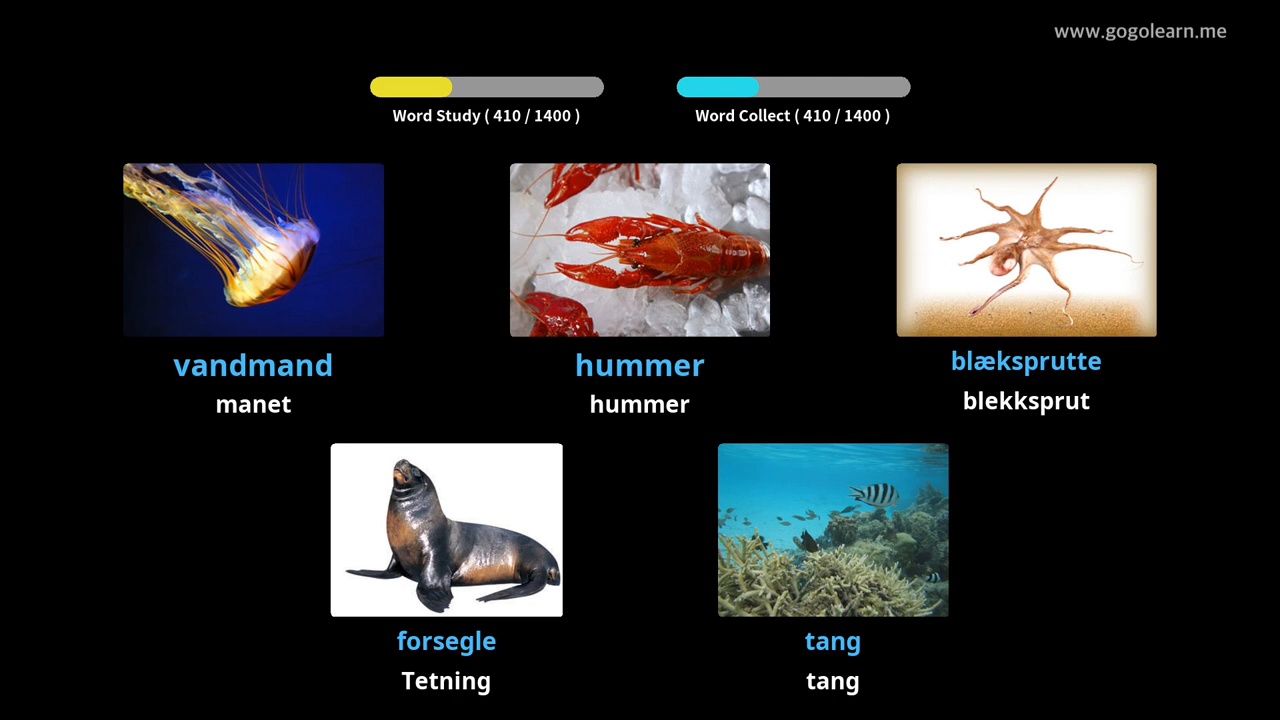 www.gogolearn.me
Word Study ( 410 / 1400 )
Word Collect ( 410 / 1400 )
vandmand
manet
hummer
hummer
blæksprutte
blekksprut
forsegle
Tetning
tang
tang